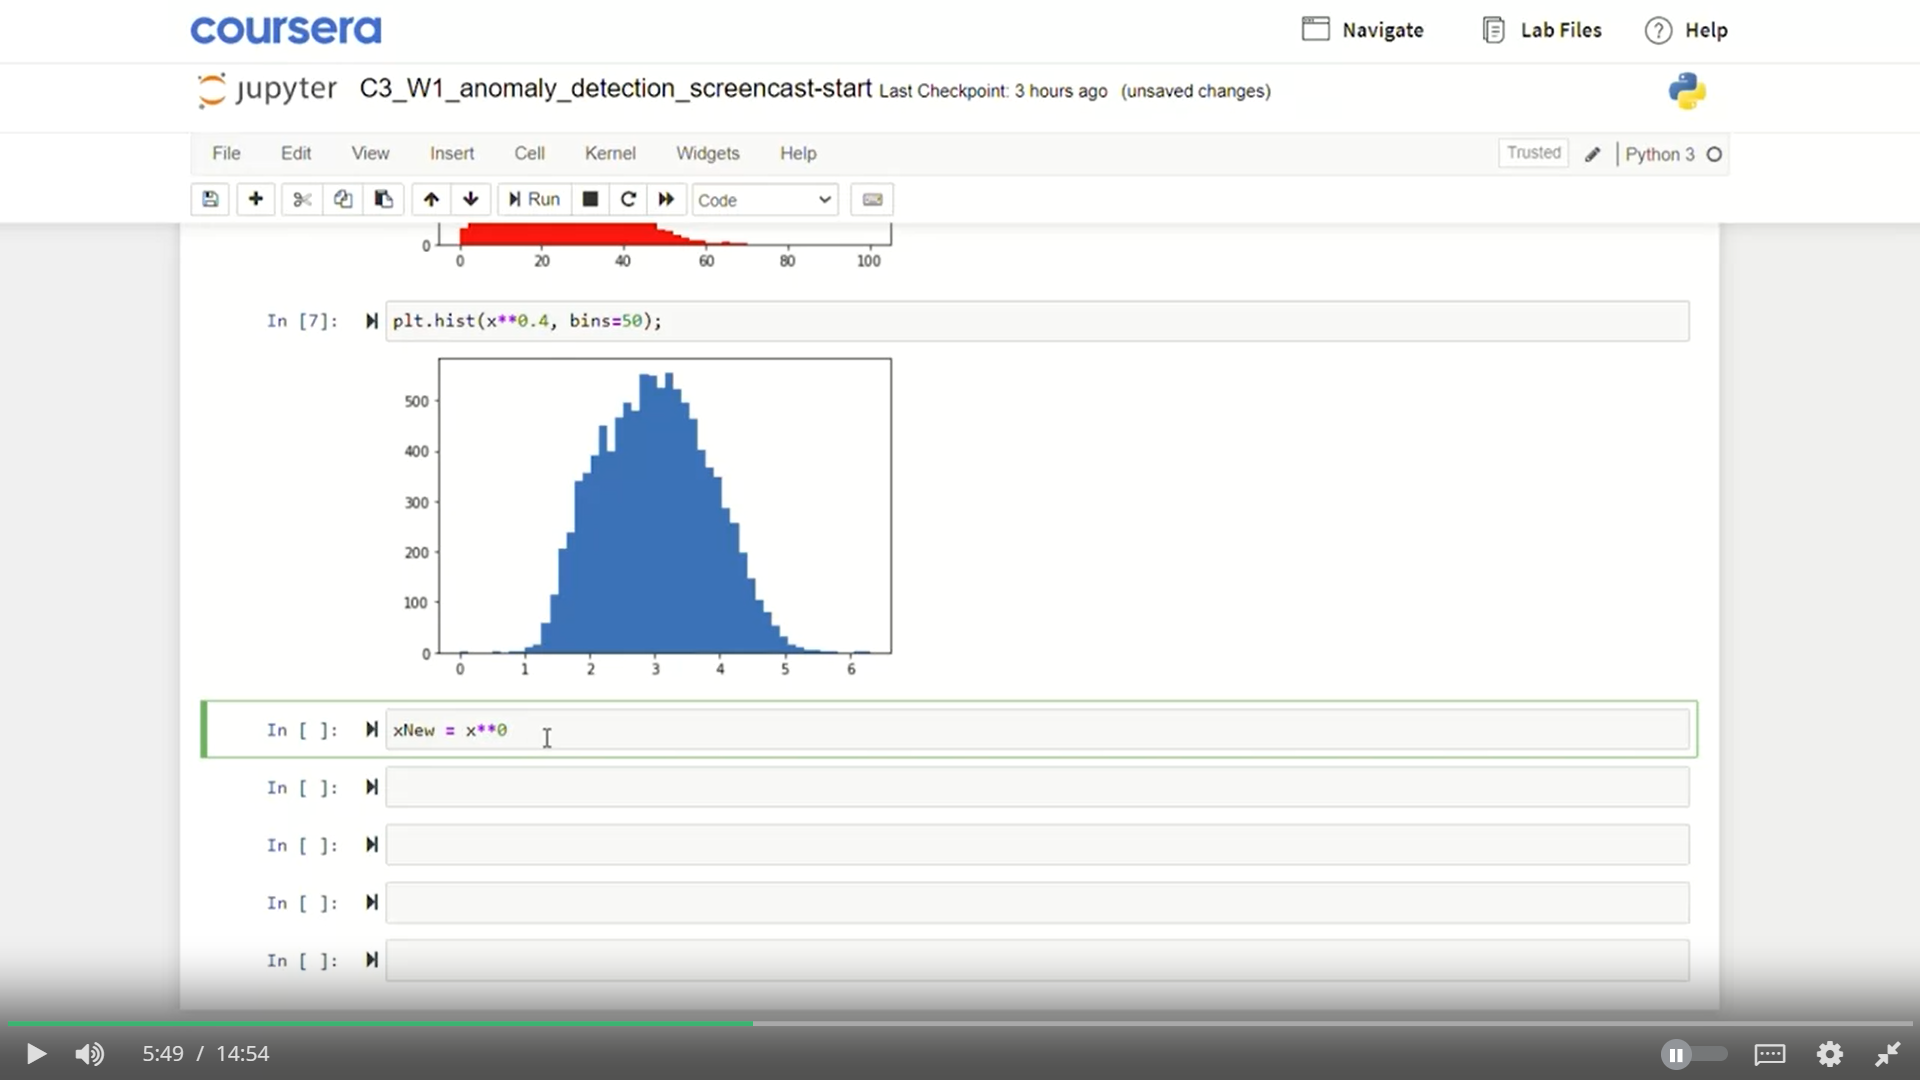 coursera
Navigate
Lab Files
? Help
jupyter C3_W1_anomaly_detection_screencast-start Last Checkpoint: 3 hours ago (unsaved changes)
File Edit View Insert Cell Kernel Widgets Help
Trusted
Python 3
Run
Code
0
0 20 40 60 80 100
In [7]: plt.hist(x**0.4, bins=50);
500
400
300
200
100
0
0 1 2 3 4 5 6
In [ ]: xNew = x**0
In [ ]:
In [ ]:
In [ ]:
In [ ]:
5:49 / 14:54